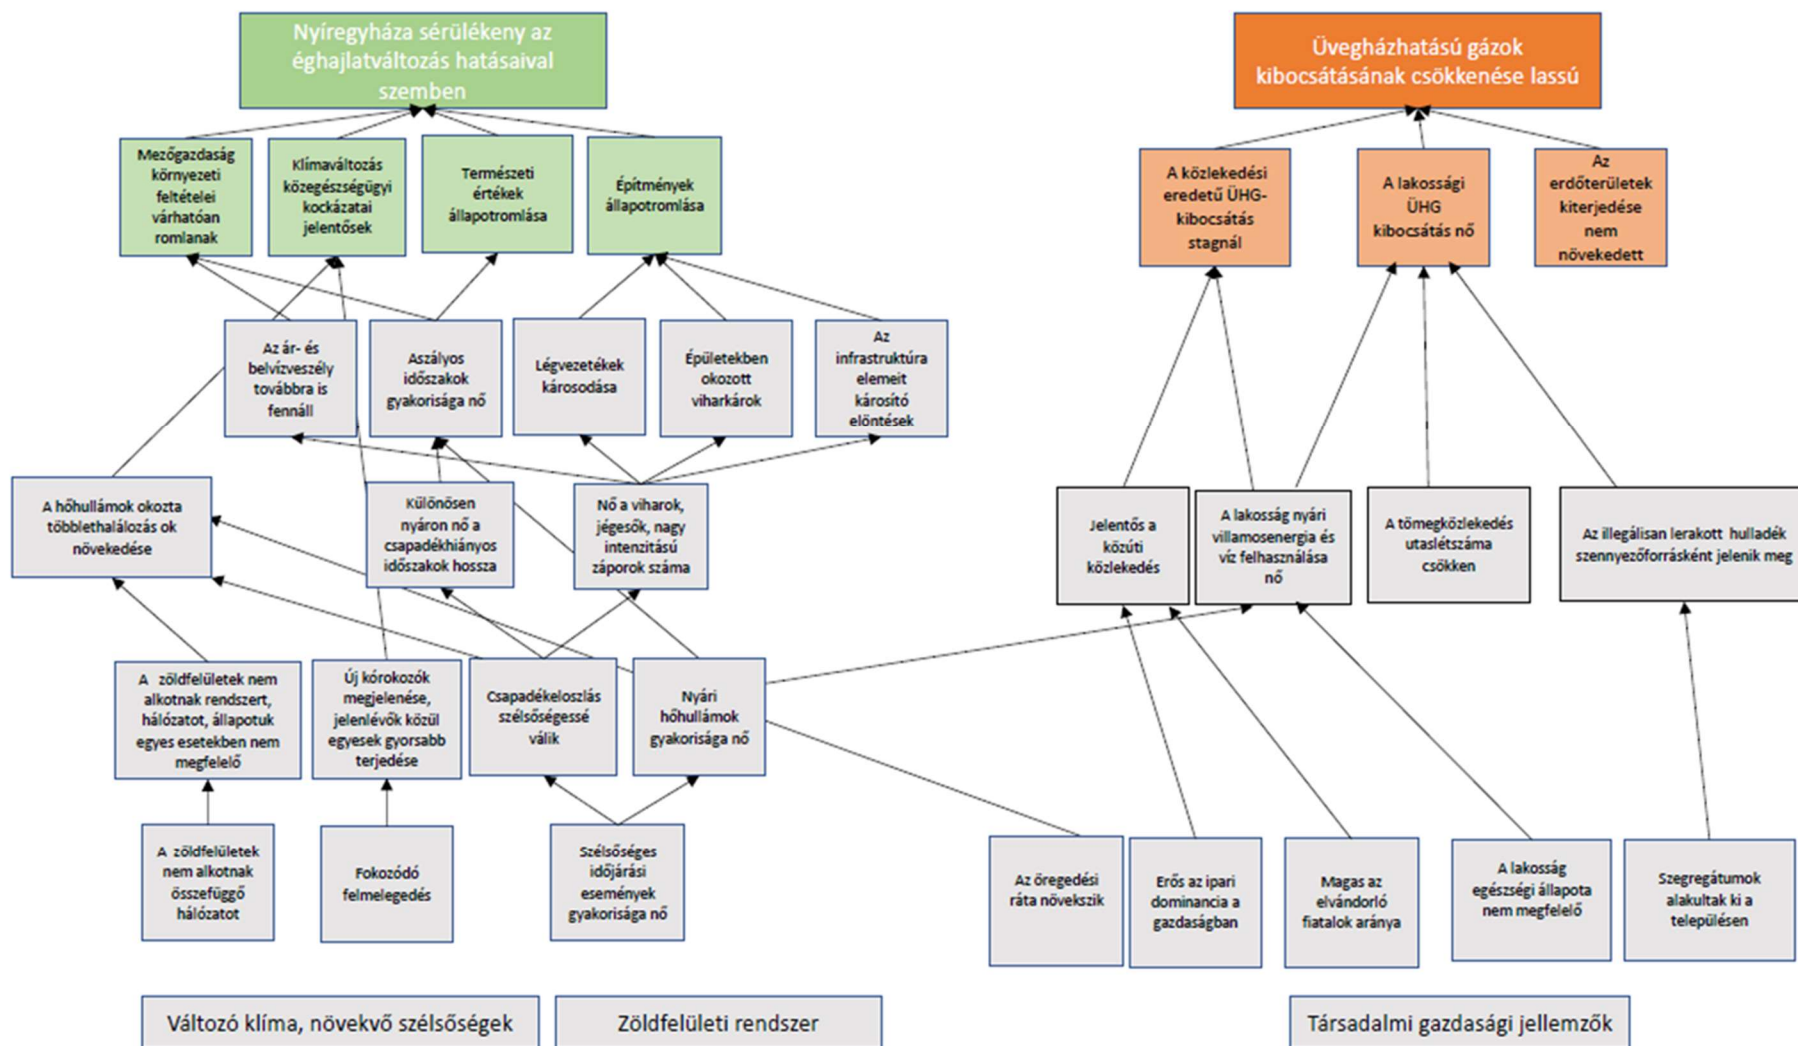 Nyíregyháza sérülékeny az
éghajlatváltozás hatásaival
szemben
Üvegházhatású gázok
kibocsátásának csökkenése lassú
Mezőgazdaság
környezeti
feltételei
várhatóan
romlanak
Klímaváltozás
közegészségügyi
kockázatai
jelentősek
Természeti
értékek
állapotromlása
Építmények
állapotromlása
A közlekedési
eredetű ÜHG-
kibocsátás
stagnál
A lakossági
ÜHG
kibocsátás nő
Az
erdőterületek
kiterjedése
nem
növekedett
Az ár- és
belvízveszély
továbbra is
fennáll
Aszályos
időszakok
gyakorisága nő
Légvezetékek
károsodása
Épületekben
okozott
viharkárok
Az
infrastruktúra
elemeit
károsító
elöntések
A hőhullámok okozta
többlethalálozás ok
növekedése
Különösen
nyáron nő a
csapadékhiányos
időszakok hossza
Nő a viharok,
jégesők, nagy
intenzitású
záporok száma
Jelentős a
közúti
közlekedés
A lakosság nyári
villamosenergia és
víz felhasználása
nő
A tömegközlekedés
utaslétszáma
csökken
Az illegálisan lerakott hulladék
szennyezőforrásként jelenik meg
A zöldfelületek nem
alkotnak rendszert,
hálózatot, állapotuk
egyes esetekben nem
megfelelő
Új kórokozók
megjelenése,
jelenlévők közül
egyesek gyorsabb
terjedése
Csapadékeloszlás
szélsőségessé
válik
Nyári
hőhullámok
gyakorisága nő
A zöldfelületek
nem alkotnak
összefüggő
hálózatot
Fokozódó
felmelegedés
Szélsőséges
időjárási
események
gyakorisága nő
Az öregedési
ráta növekszik
Erős az ipari
dominancia a
gazdaságban
Magas az
elvándorló
fiatalok aránya
A lakosság
egészségi állapota
nem megfelelő
Szegregátumok
alakultak ki a
településen
Változó klíma, növekvő szélsőségek
Zöldfelületi rendszer
Társadalmi gazdasági jellemzők